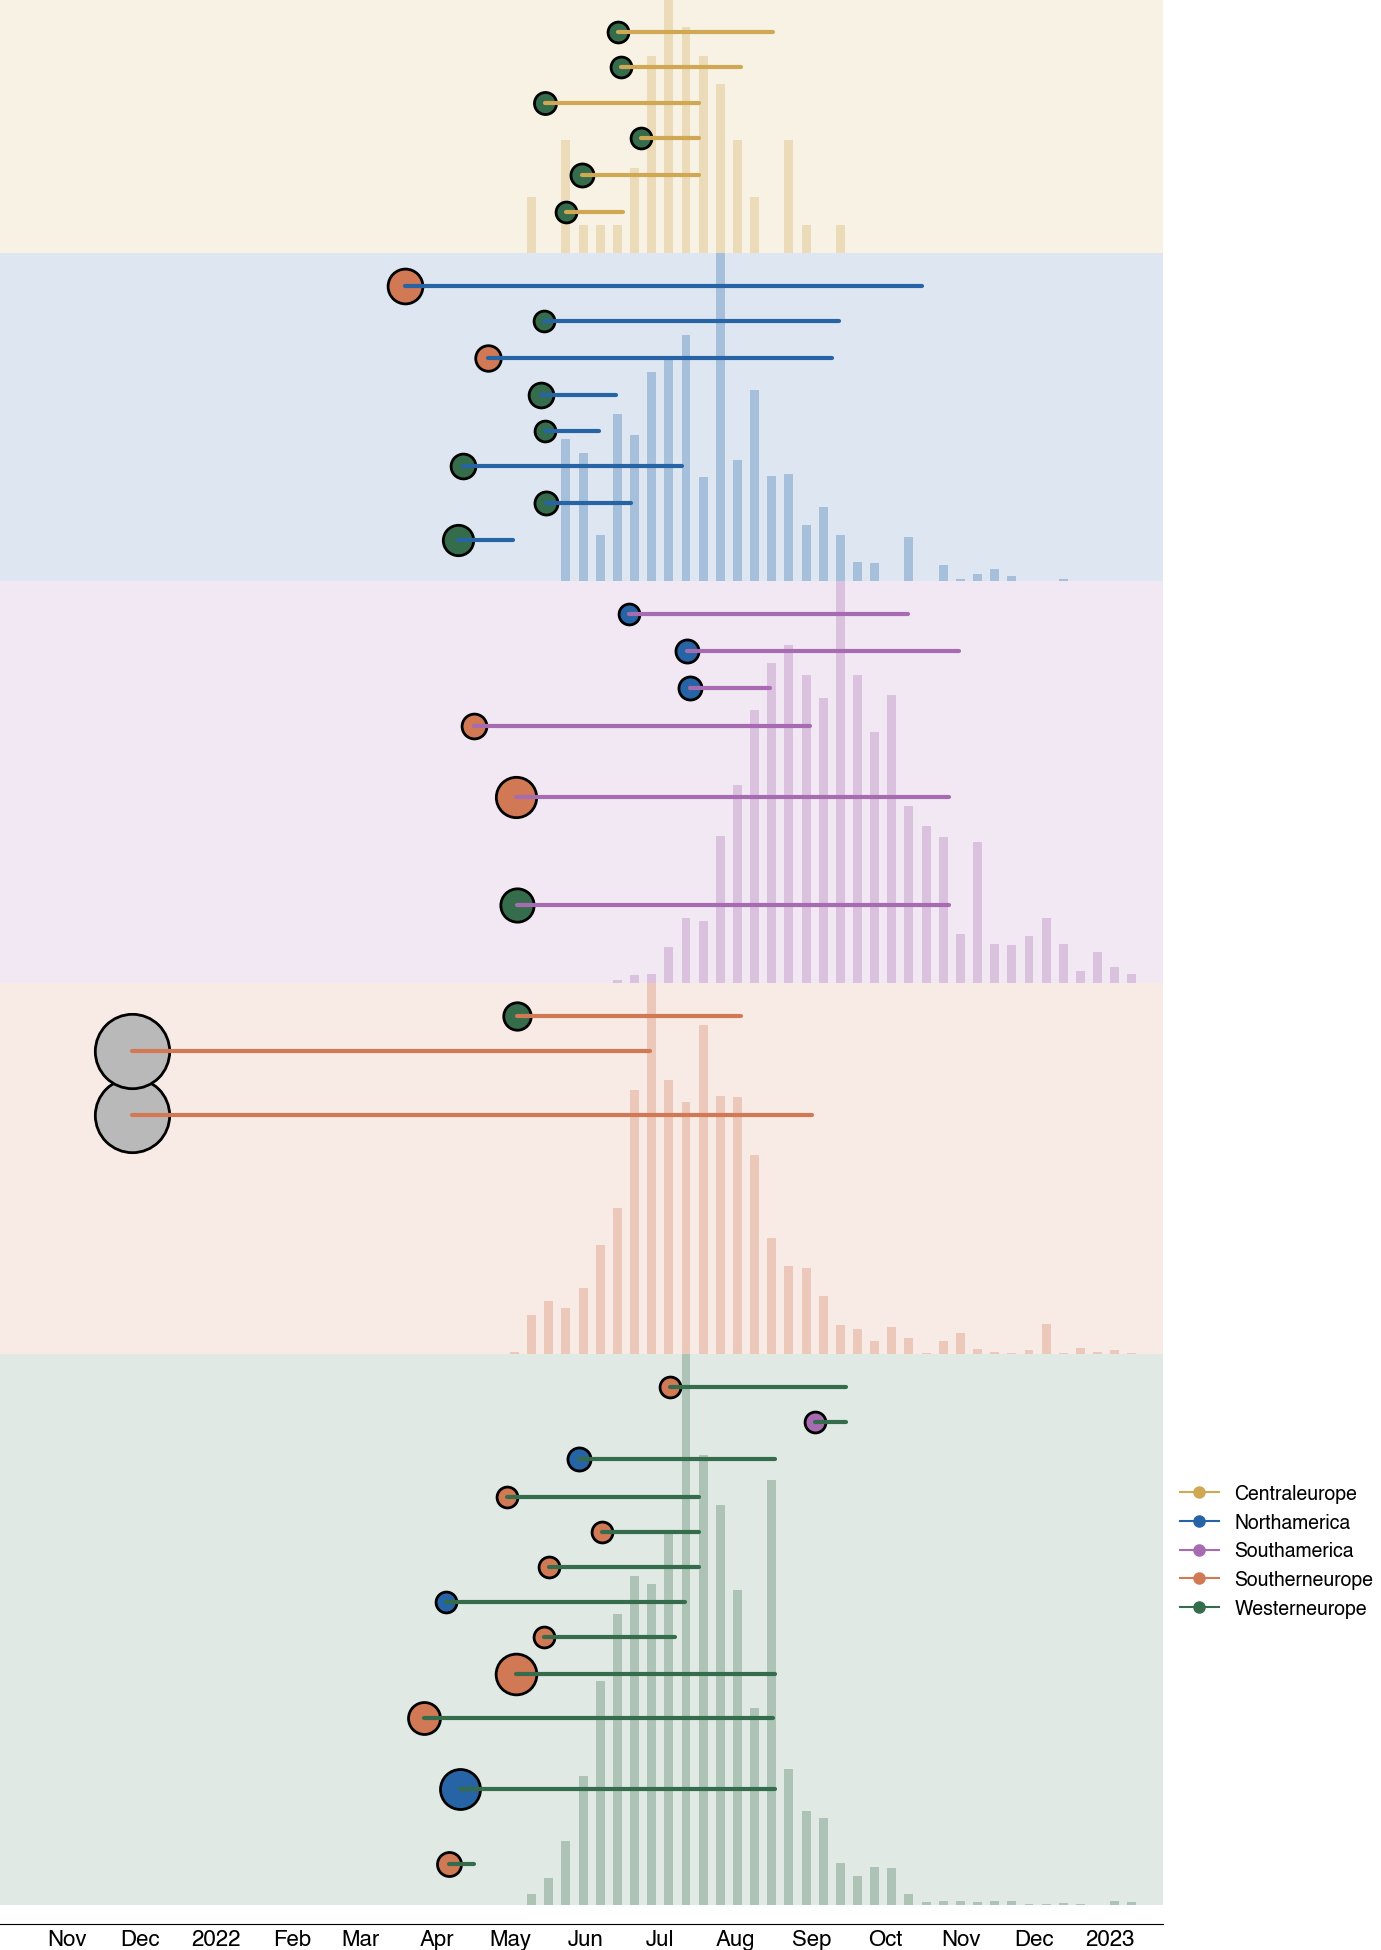 Centraleurope
Northamerica
Southamerica
Southerneurope
Westerneurope
Nov Dec 2022 Feb Mar Apr May Jun Jul Aug Sep Oct Nov Dec 2023